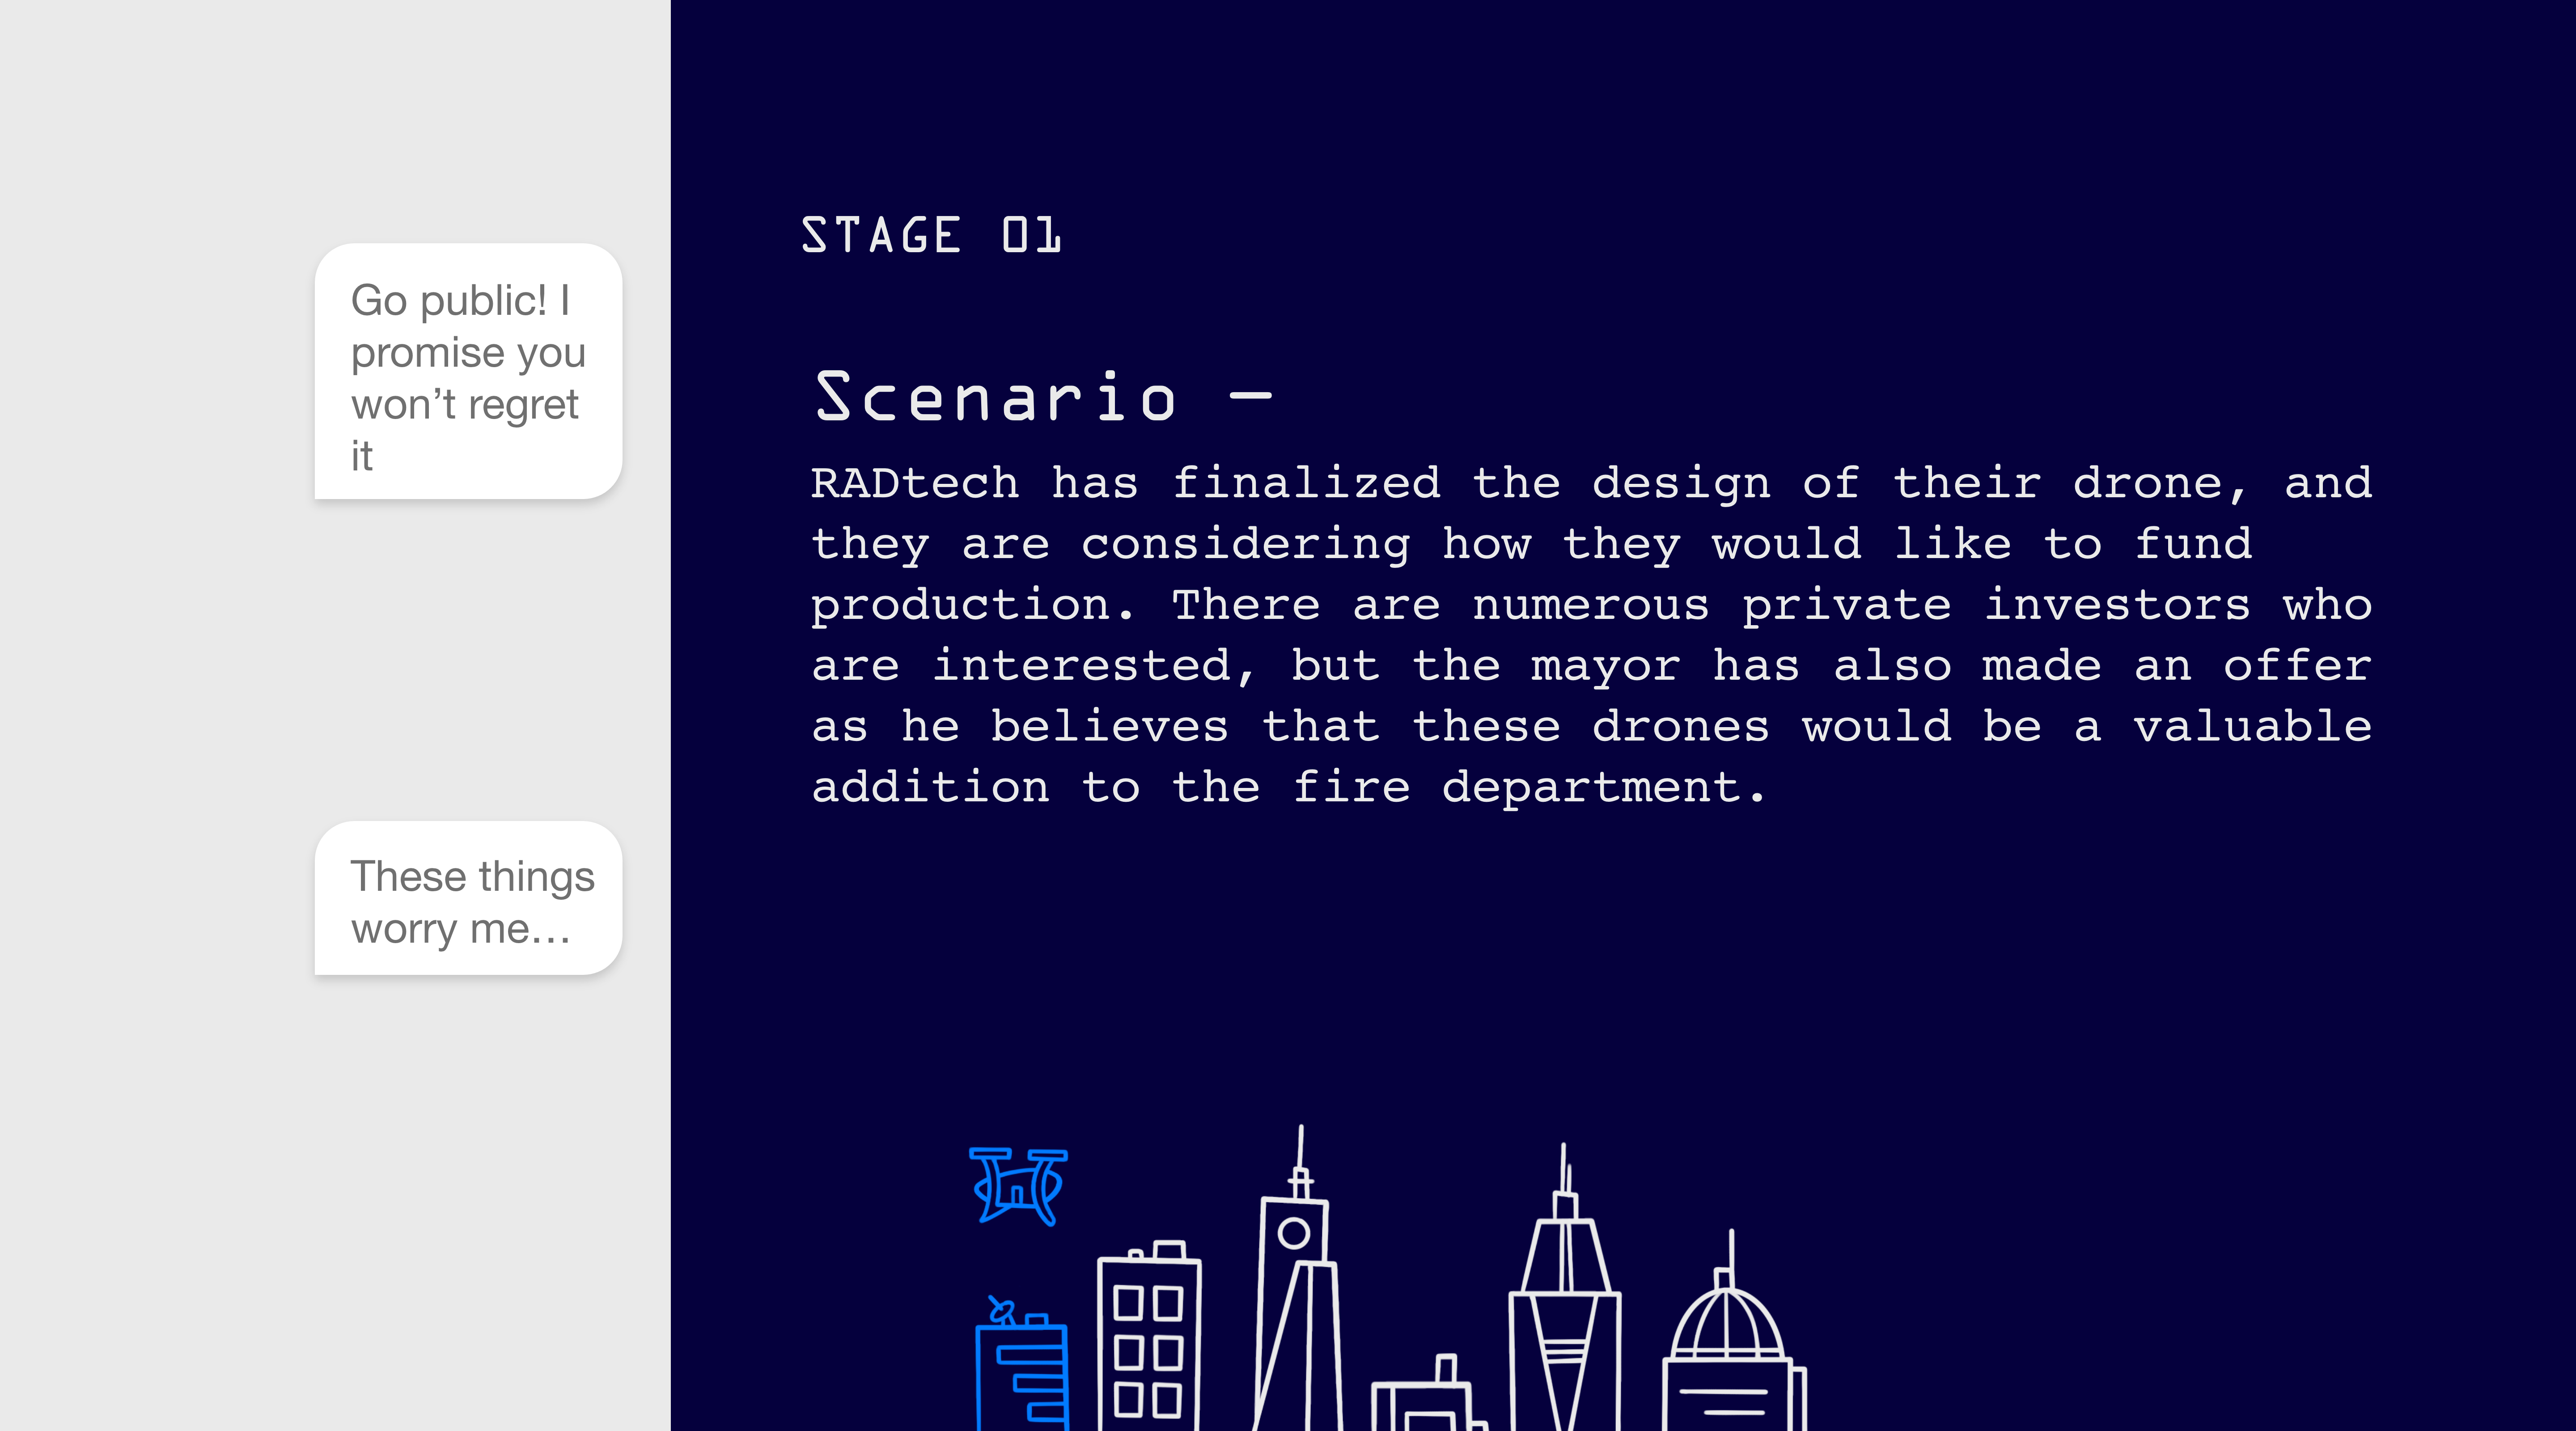 Go public! I
promise you
won’t regret
it
These things
worry me…
STAGE 01
Scenario –
RADtech has finalized the design of their drone, and
they are considering how they would like to fund
production. There are numerous private investors who
are interested, but the mayor has also made an offer
as he believes that these drones would be a valuable
addition to the fire department.